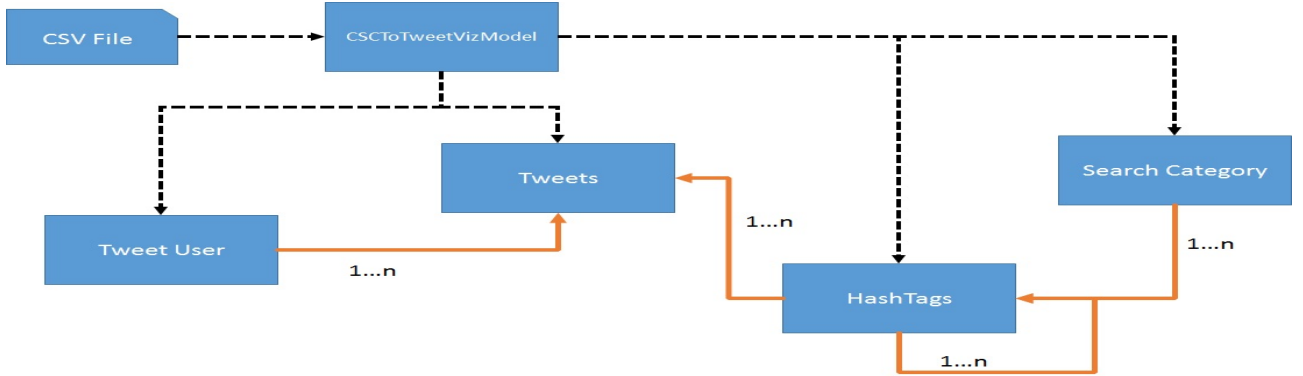 CSV File
CSCToTweetVizModel
Tweets
Search Category
1...n
1...n
Tweet User
1...n
HashTags
1...n